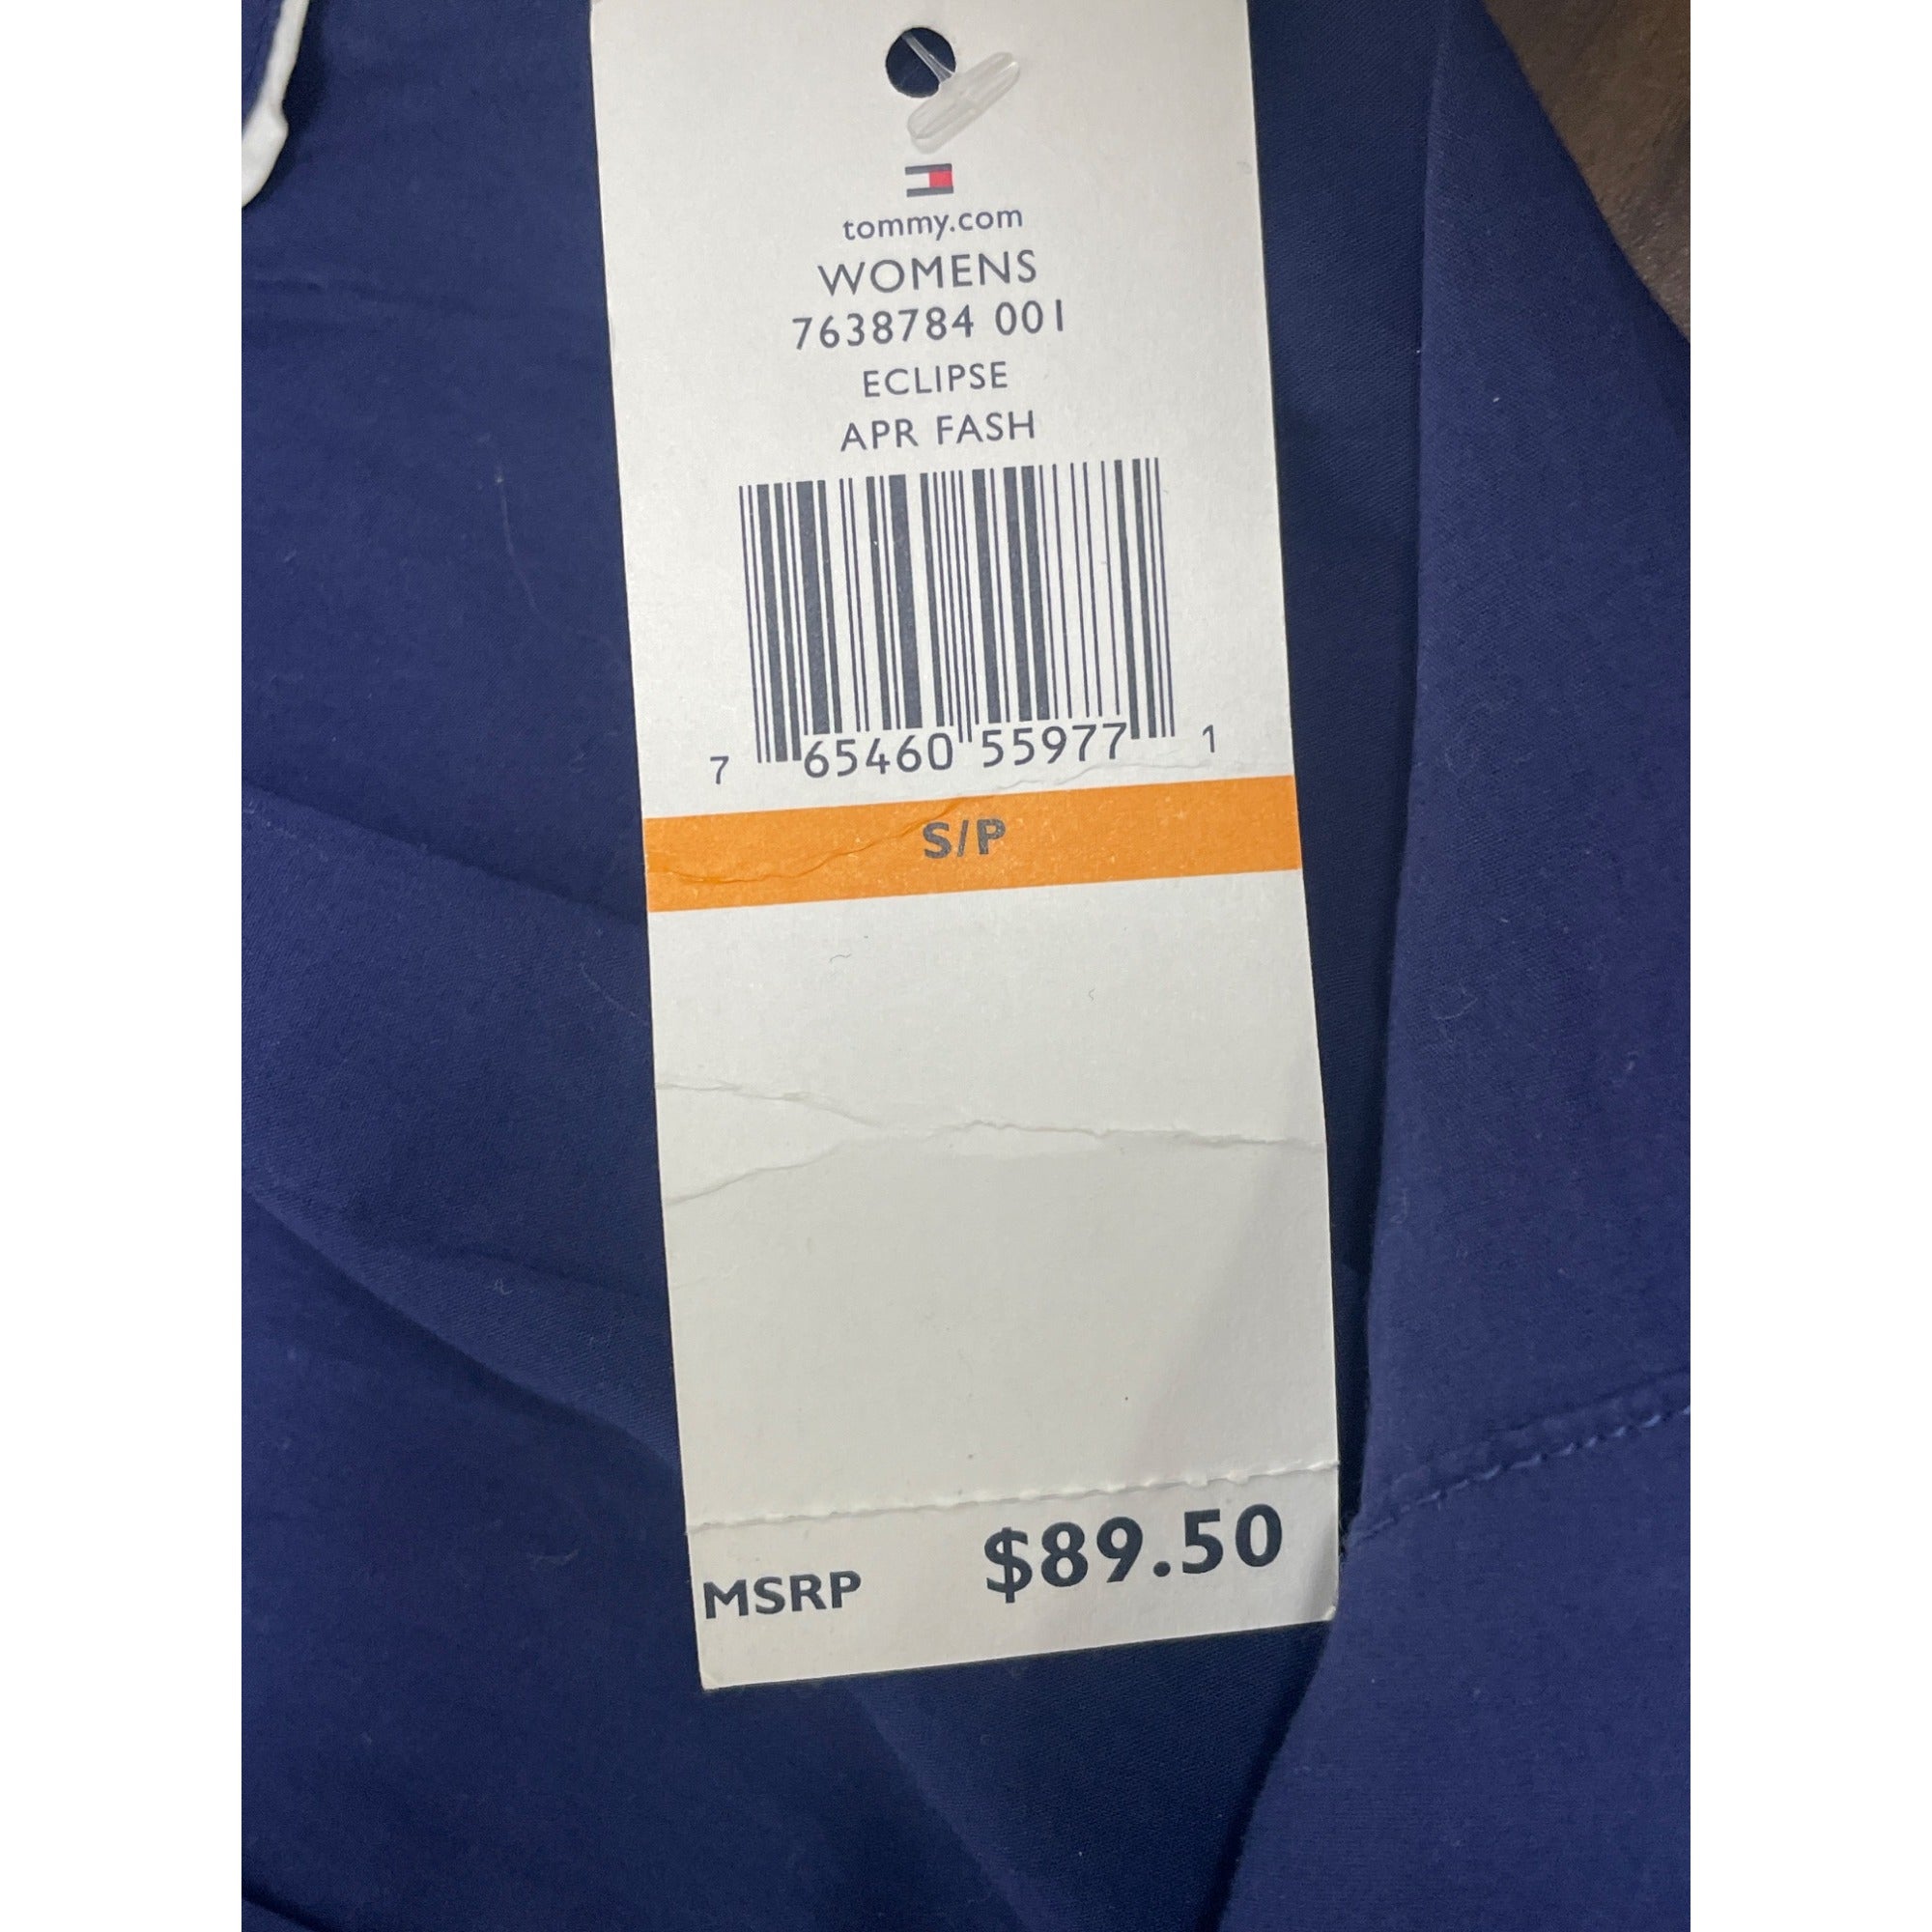 tommy.com
WOMENS
7638784 001
ECLIPSE
APR FASH
7 65460 55977 1
S/P
MSRP $89.50